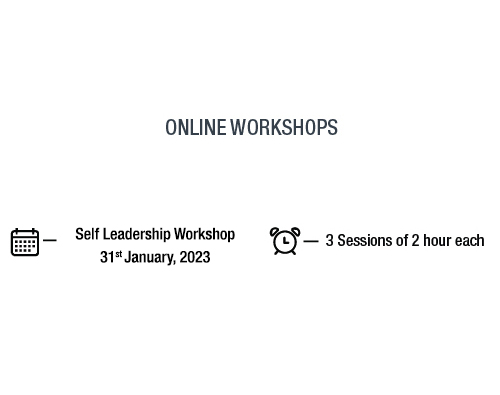 ONLINE WORKSHOPS
Self Leadership Workshop
31st January, 2023
3 Sessions of 2 hour each